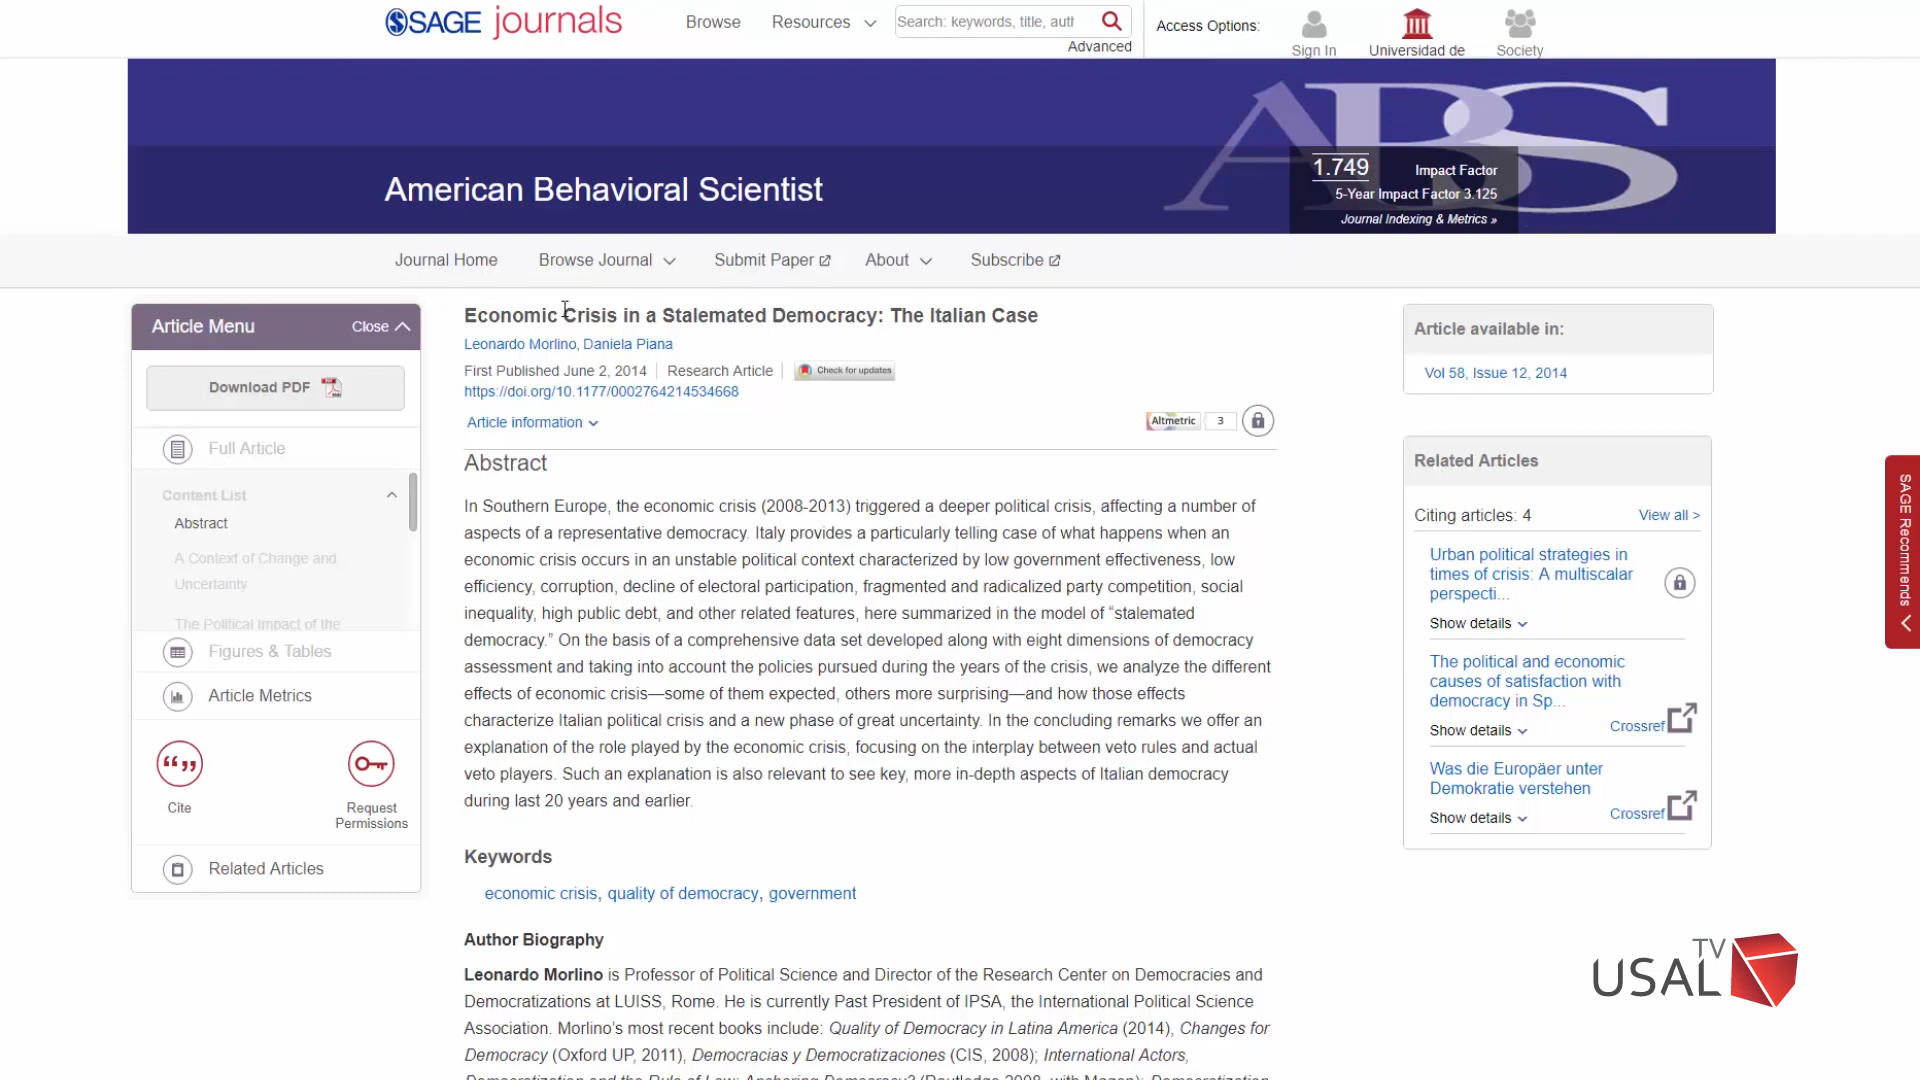 SAGE journals
Browse
Resources
Search: keywords, title, auth
Advanced
Access Options:
Sign In
Universidad de
Society
ABS
American Behavioral Scientist
1.749 Impact Factor
5-Year Impact Factor 3.125
Journal Indexing & Metrics »
Journal Home
Browse Journal
Submit Paper
About
Subscribe
Article Menu
Close
Download PDF
Full Article
Content List
Abstract
A Context of Change and
Uncertainty
The Political Impact of the
Figures & Tables
Article Metrics
Cite
Request
Permissions
Related Articles
Economic Crisis in a Stalemated Democracy: The Italian Case
Leonardo Morlino, Daniela Piana
First Published June 2, 2014 Research Article Check for updates
https://doi.org/10.1177/0002764214534668
Article information
Altmetric 3
Abstract
In Southern Europe, the economic crisis (2008-2013) triggered a deeper political crisis, affecting a number of
aspects of a representative democracy. Italy provides a particularly telling case of what happens when an
economic crisis occurs in an unstable political context characterized by low government effectiveness, low
efficiency, corruption, decline of electoral participation, fragmented and radicalized party competition, social
inequality, high public debt, and other related features, here summarized in the model of “stalemated
democracy.” On the basis of a comprehensive data set developed along with eight dimensions of democracy
assessment and taking into account the policies pursued during the years of the crisis, we analyze the different
effects of economic crisis—some of them expected, others more surprising—and how those effects
characterize Italian political crisis and a new phase of great uncertainty. In the concluding remarks we offer an
explanation of the role played by the economic crisis, focusing on the interplay between veto rules and actual
veto players. Such an explanation is also relevant to see key, more in-depth aspects of Italian democracy
during last 20 years and earlier.
Keywords
economic crisis, quality of democracy, government
Author Biography
Leonardo Morlino is Professor of Political Science and Director of the Research Center on Democracies and
Democratizations at LUISS, Rome. He is currently Past President of IPSA, the International Political Science
Association. Morlino’s most recent books include: Quality of Democracy in Latina America (2014), Changes for
Democracy (Oxford UP, 2011), Democracias y Democratizaciones (CIS, 2008); International Actors,
Democratization and the Rule of Law: Anchoring Democracy? (Routledge 2008, with Magen); Democratization
Article available in:
Vol 58, Issue 12, 2014
Related Articles
Citing articles: 4
View all >
Urban political strategies in
times of crisis: A multiscalar
perspecti...
Show details
The political and economic
causes of satisfaction with
democracy in Sp...
Show details
Crossref
Was die Europäer unter
Demokratie verstehen
Show details
Crossref
SAGE Recommends
USAL TV